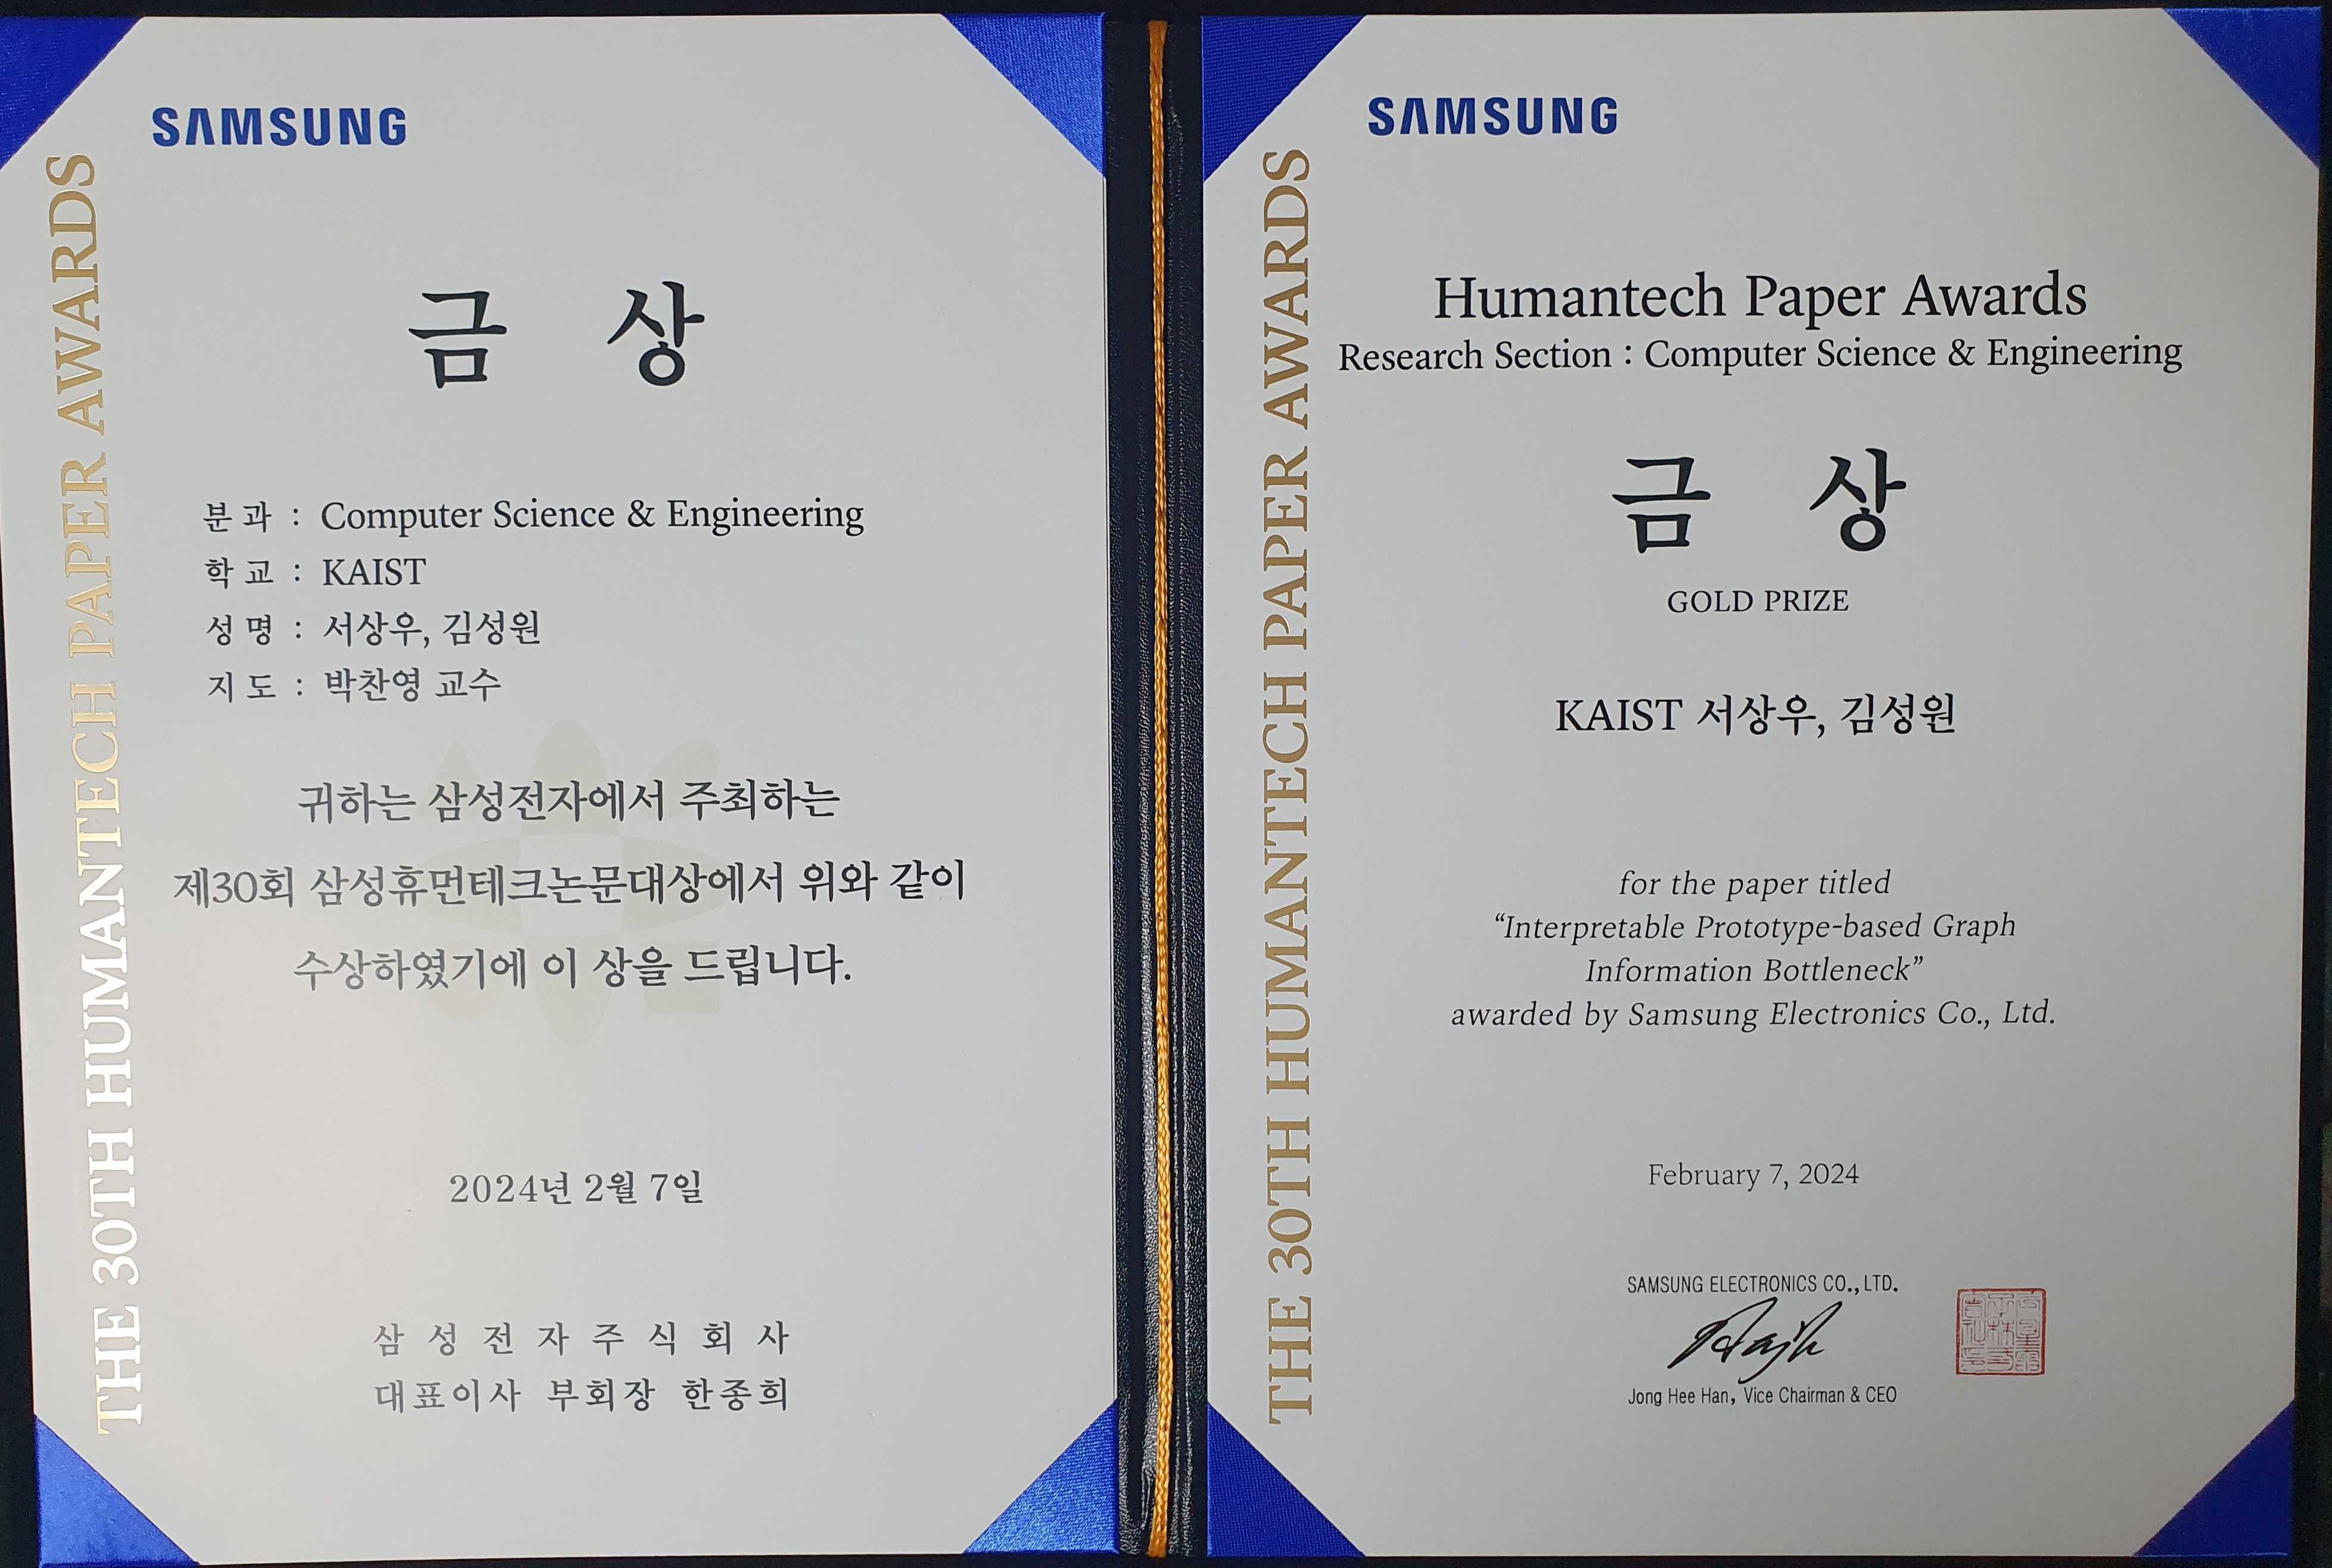 SAMSUNG
THE 30TH HUMANTECH PAPER AWARDS
금 상
분 과 : Computer Science & Engineering
학 교 : KAIST
성 명 : 서상우, 김성원
지 도 : 박찬영 교수
귀하는 삼성전자에서 주최하는
제30회 삼성휴먼테크논문대상에서 위와 같이
수상하였기에 이 상을 드립니다.
2024년 2월 7일
삼 성 전 자 주 식 회 사
대표이사 부회장 한종희
SAMSUNG
THE 30TH HUMANTECH PAPER AWARDS
Humantech Paper Awards
Research Section : Computer Science & Engineering
금 상
GOLD PRIZE
KAIST 서상우, 김성원
for the paper titled
“Interpretable Prototype-based Graph
Information Bottleneck”
awarded by Samsung Electronics Co., Ltd.
February 7, 2024
SAMSUNG ELECTRONICS CO., LTD.
Jong Hee Han, Vice Chairman & CEO